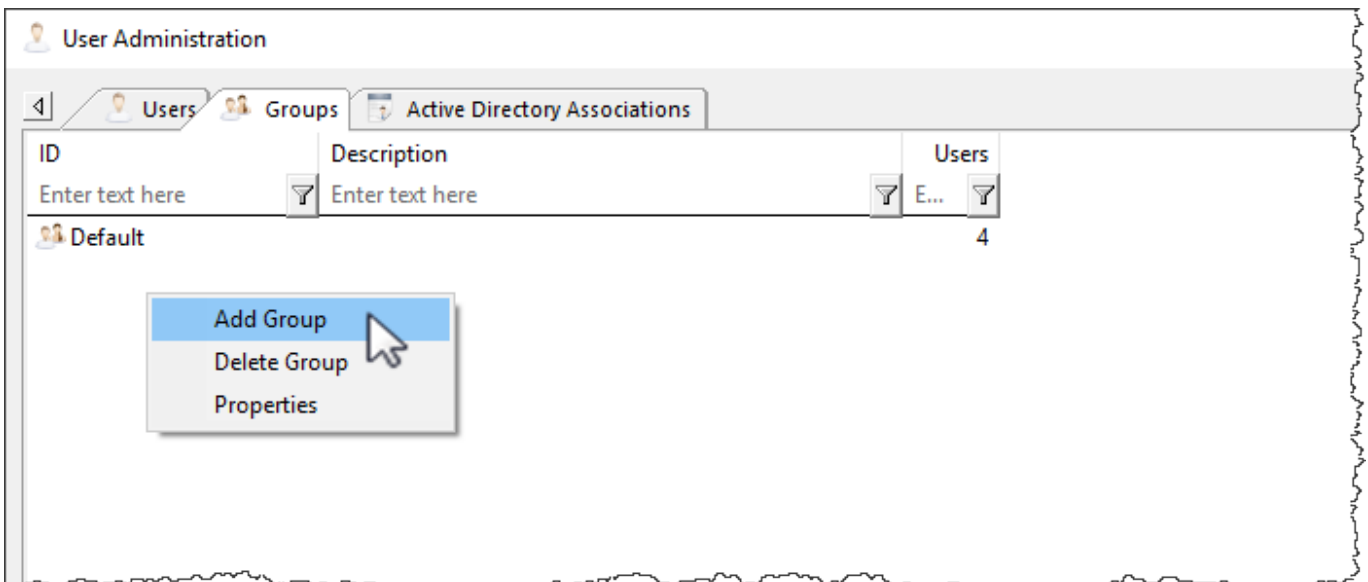 User Administration
Users Groups Active Directory Associations
ID Description Users
Enter text here Enter text here E...
Default 4
Add Group
Delete Group
Properties